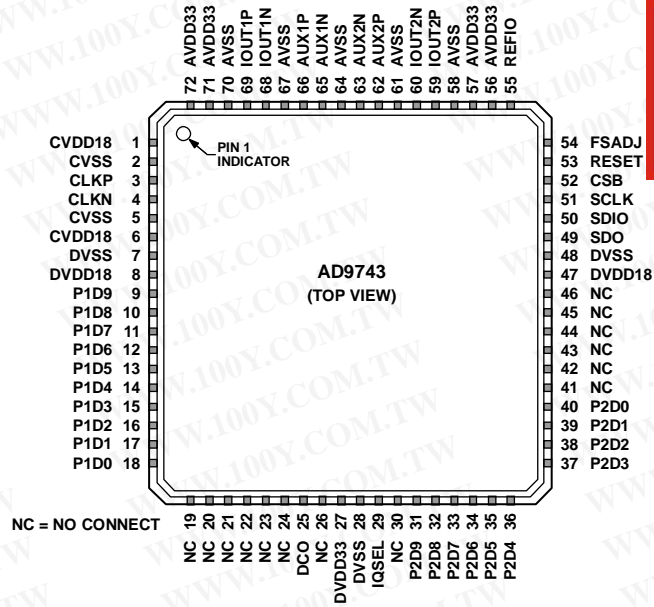 72 AVDD33
71 AVDD33
70 AVSS
69 IOUT1P
68 IOUT1N
67 AVSS
66 AUX1P
65 AUX1N
64 AVSS
63 AUX2N
62 AUX2P
61 AVSS
60 IOUT2N
59 IOUT2P
58 AVSS
57 AVDD33
56 AVDD33
55 REFIO
CVDD18 1
CVSS 2
CLKP 3
CLKN 4
CVSS 5
CVDD18 6
DVSS 7
DVDD18 8
P1D9 9
P1D8 10
P1D7 11
P1D6 12
P1D5 13
P1D4 14
P1D3 15
P1D2 16
P1D1 17
P1D0 18
PIN 1
INDICATOR
AD9743
(TOP VIEW)
54 FSADJ
53 RESET
52 CSB
51 SCLK
50 SDIO
49 SDO
48 DVSS
47 DVDD18
46 NC
45 NC
44 NC
43 NC
42 NC
41 NC
40 P2D0
39 P2D1
38 P2D2
37 P2D3
NC = NO CONNECT
NC 19
NC 20
NC 21
NC 22
NC 23
NC 24
DCO 25
NC 26
DVDD33 27
DVSS 28
IQSEL 29
NC 30
P2D9 31
P2D8 32
P2D7 33
P2D6 34
P2D5 35
P2D4 36
WWW.100Y.COM.TW